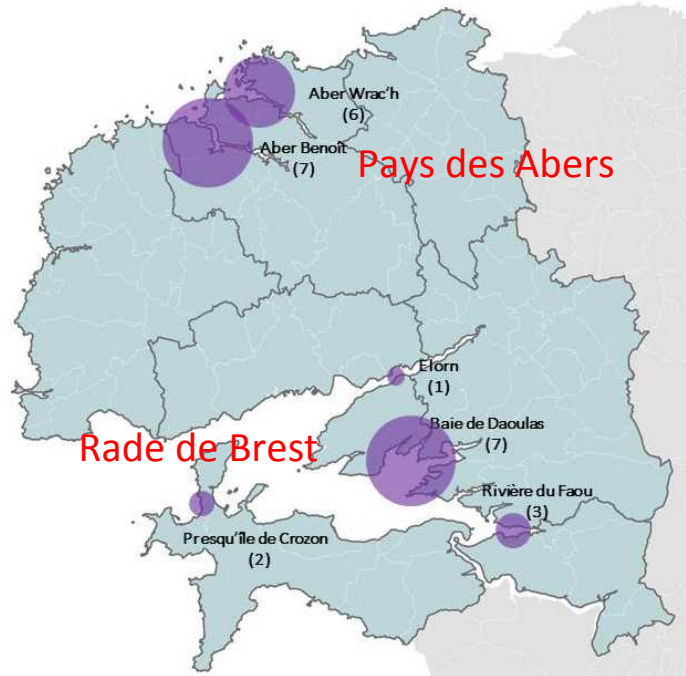 Aber Wrac'h
(6)
Aber Benoît
(7)
Pays des Abers
Elorn
(1)
Baie de Daoulas
(7)
Rade de Brest
Rivière du Faou
(3)
Presqu'île de Crozon
(2)